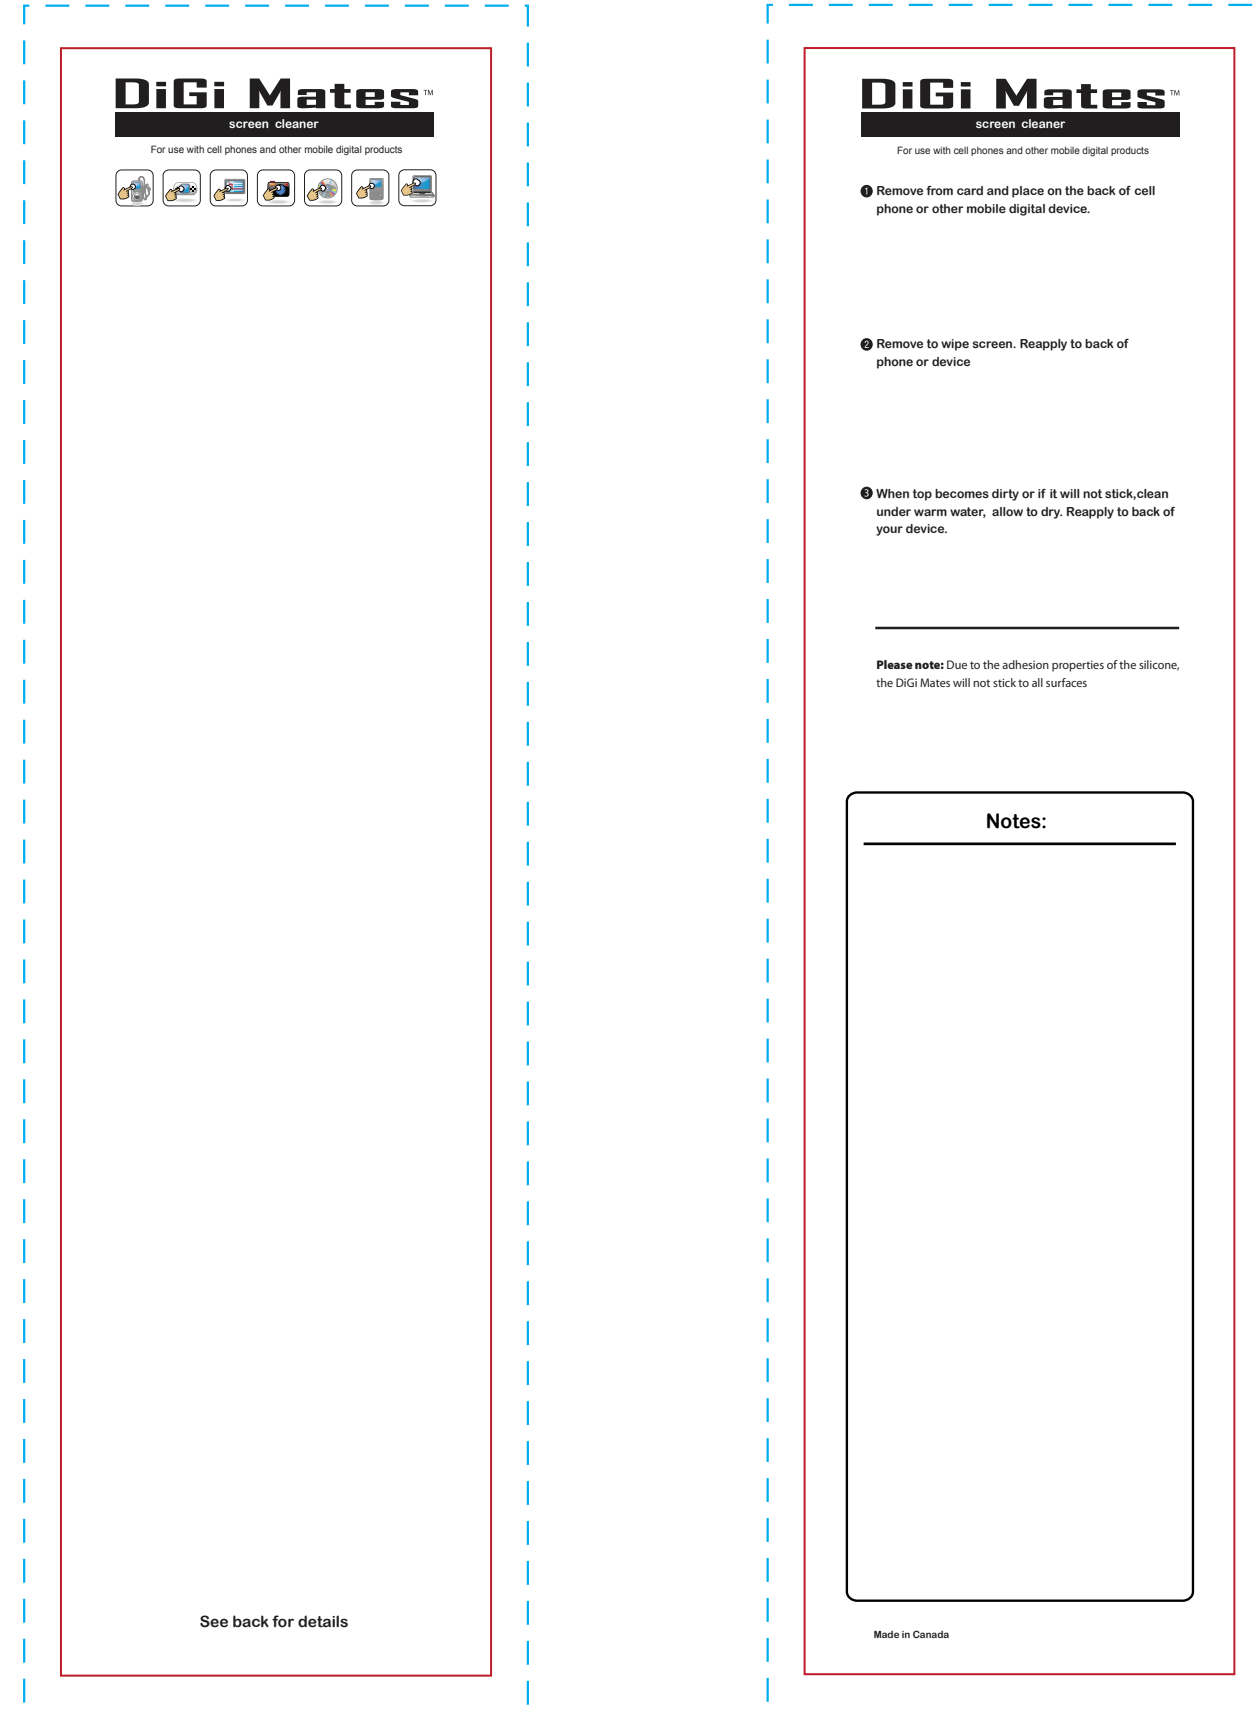 DiGi Mates™
screen cleaner
For use with cell phones and other mobile digital products
See back for details
DiGi Mates™
screen cleaner
For use with cell phones and other mobile digital products
❶ Remove from card and place on the back of cell
phone or other mobile digital device.
❷ Remove to wipe screen. Reapply to back of
phone or device
❸ When top becomes dirty or if it will not stick,clean
under warm water, allow to dry. Reapply to back of
your device.
Please note: Due to the adhesion properties of the silicone,
the DiGi Mates will not stick to all surfaces
Notes:
Made in Canada